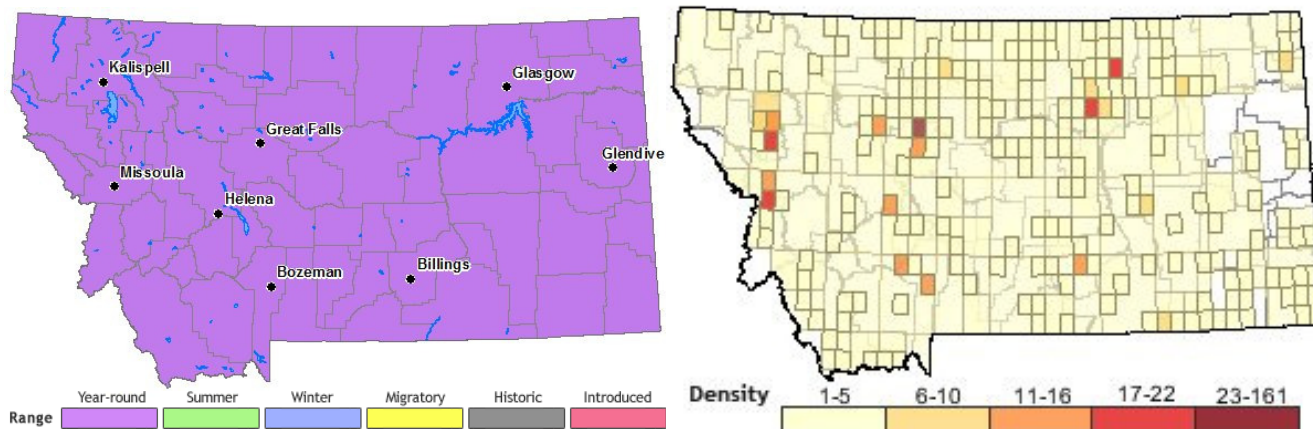 Kalispell
Glasgow
Great Falls
Glendive
Missoula
Helena
Bozeman
Billings
Year-round Summer Winter Migratory Historic Introduced
Range
Density 1-5 6-10 11-16 17-22 23-161